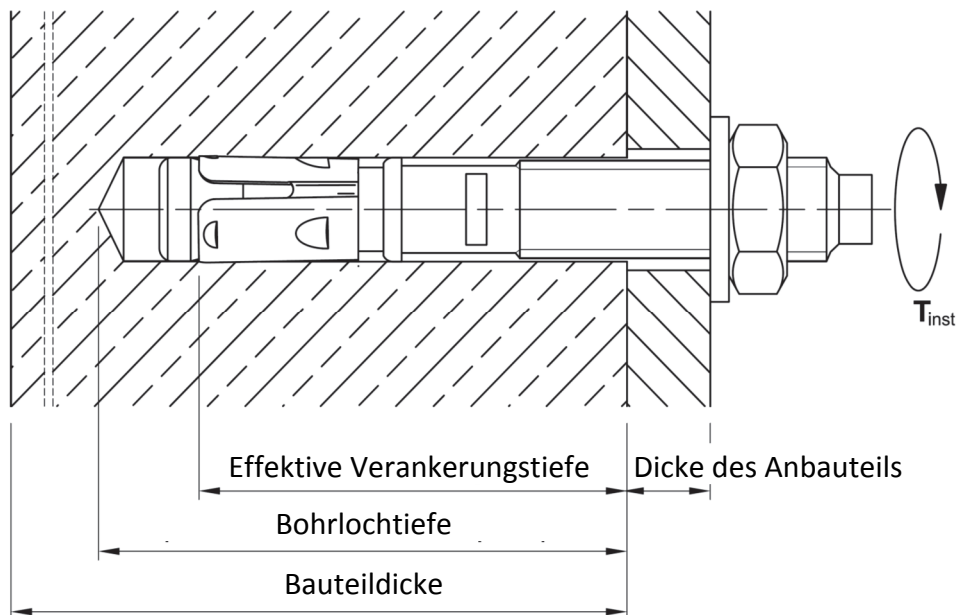 T_inst
Effektive Verankerungstiefe
Dicke des Anbauteils
Bohrlochtiefe
Bauteildicke